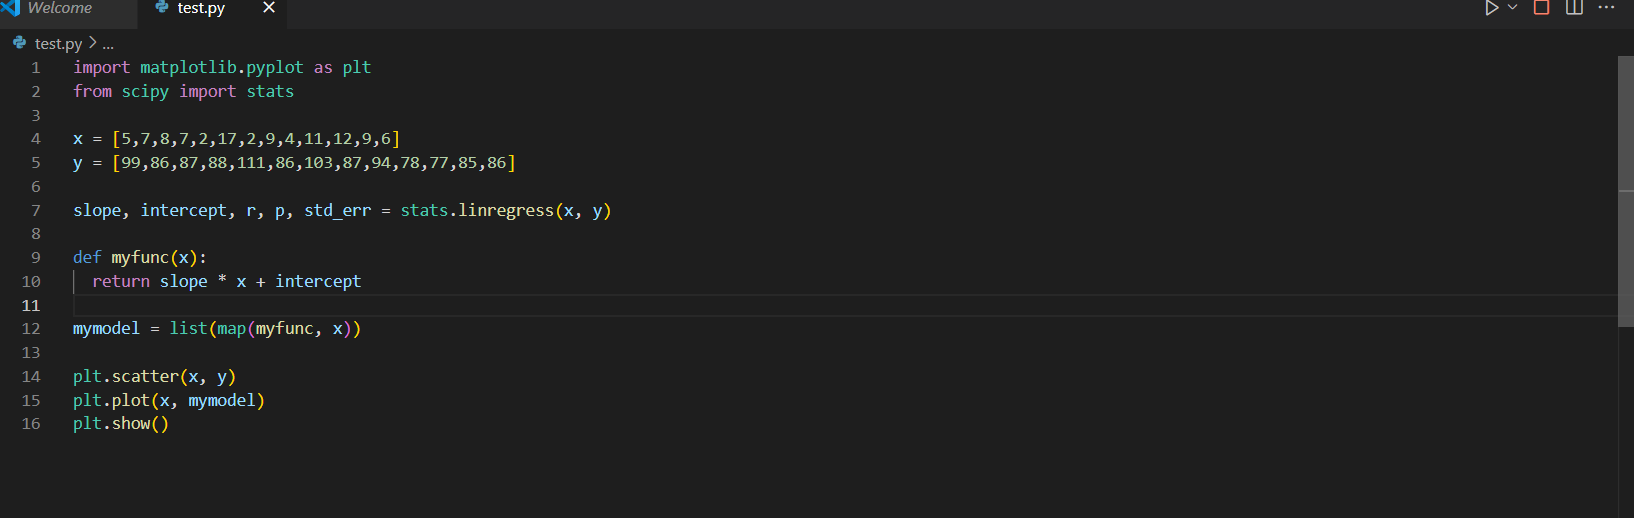 Welcome test.py
test.py > ...
1 import matplotlib.pyplot as plt
2 from scipy import stats
3
4 x = [5,7,8,7,2,17,2,9,4,11,12,9,6]
5 y = [99,86,87,88,111,86,103,87,94,78,77,85,86]
6
7 slope, intercept, r, p, std_err = stats.linregress(x, y)
8
9 def myfunc(x):
10   return slope * x + intercept
11
12 mymodel = list(map(myfunc, x))
13
14 plt.scatter(x, y)
15 plt.plot(x, mymodel)
16 plt.show()